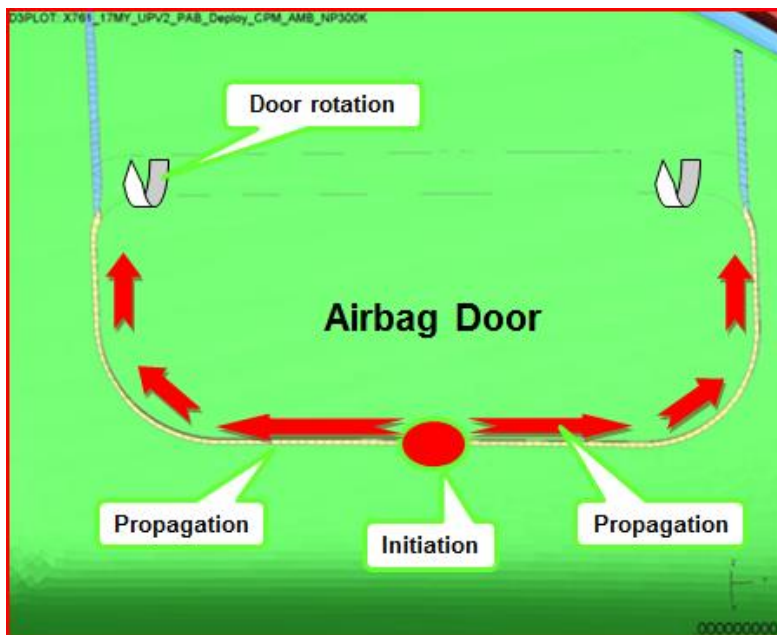 D3PLOT: X761_17MY_UPV2_PAB_Deploy_CPM_AMB_NP300K
Door rotation
Airbag Door
Propagation
Initiation
Propagation